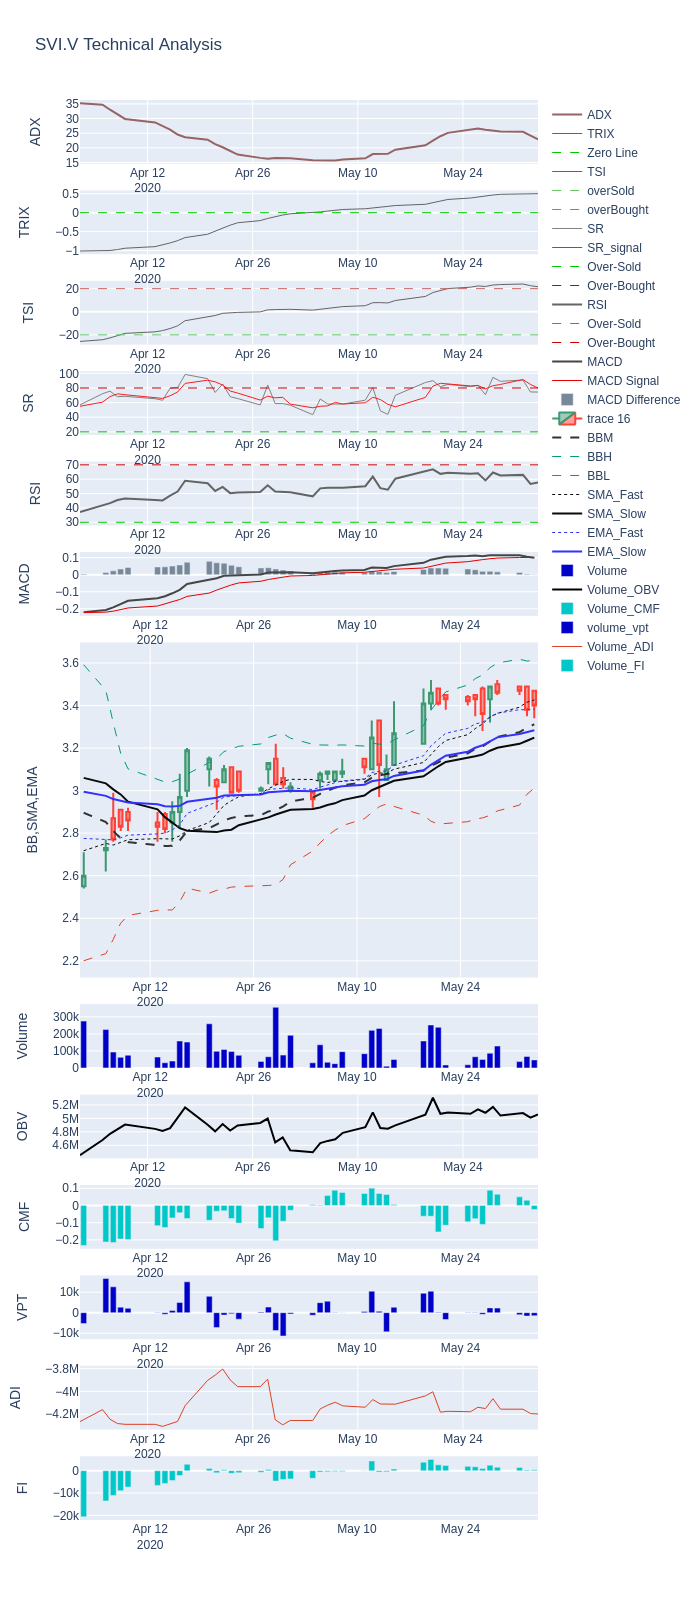 SVI.V Technical Analysis
ADX
35
30
25
20
15
Apr 12
2020
Apr 26
May 10
May 24
TRIX
0.5
0
−0.5
−1
Apr 12
2020
Apr 26
May 10
May 24
TSI
20
0
−20
Apr 12
2020
Apr 26
May 10
May 24
SR
100
80
60
40
20
Apr 12
2020
Apr 26
May 10
May 24
RSI
70
60
50
40
30
Apr 12
2020
Apr 26
May 10
May 24
MACD
0.1
0
−0.1
−0.2
Apr 12
2020
Apr 26
May 10
May 24
BB,SMA,EMA
3.6
3.4
3.2
3
2.8
2.6
2.4
2.2
Apr 12
2020
Apr 26
May 10
May 24
Volume
300k
200k
100k
0
Apr 12
2020
Apr 26
May 10
May 24
OBV
5.2M
5M
4.8M
4.6M
Apr 12
2020
Apr 26
May 10
May 24
CMF
0.1
0
−0.1
−0.2
Apr 12
2020
Apr 26
May 10
May 24
VPT
10k
0
−10k
Apr 12
2020
Apr 26
May 10
May 24
ADI
−3.8M
−4M
−4.2M
Apr 12
2020
Apr 26
May 10
May 24
FI
0
−10k
−20k
Apr 12
2020
Apr 26
May 10
May 24
ADX
TRIX
Zero Line
TSI
overSold
overBought
SR
SR_signal
Over-Sold
Over-Bought
RSI
Over-Sold
Over-Bought
MACD
MACD Signal
MACD Difference
trace 16
BBM
BBH
BBL
SMA_Fast
SMA_Slow
EMA_Fast
EMA_Slow
Volume
Volume_OBV
Volume_CMF
volume_vpt
Volume_ADI
Volume_FI